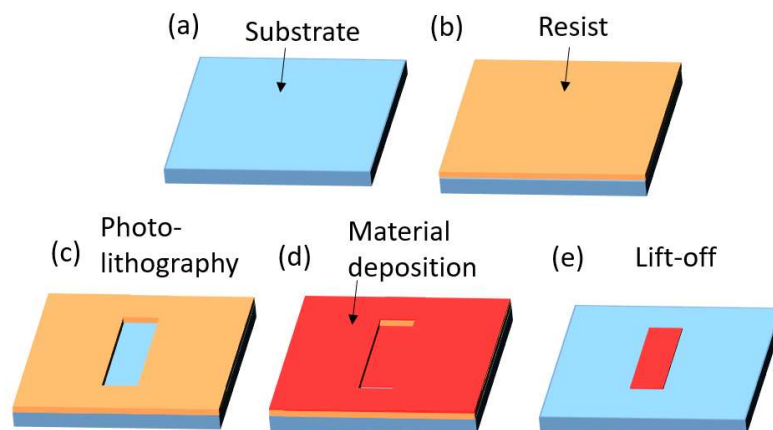 (a)
Substrate
(b)
Resist
(c)
Photo-
lithography
(d)
Material
deposition
(e)
Lift-off